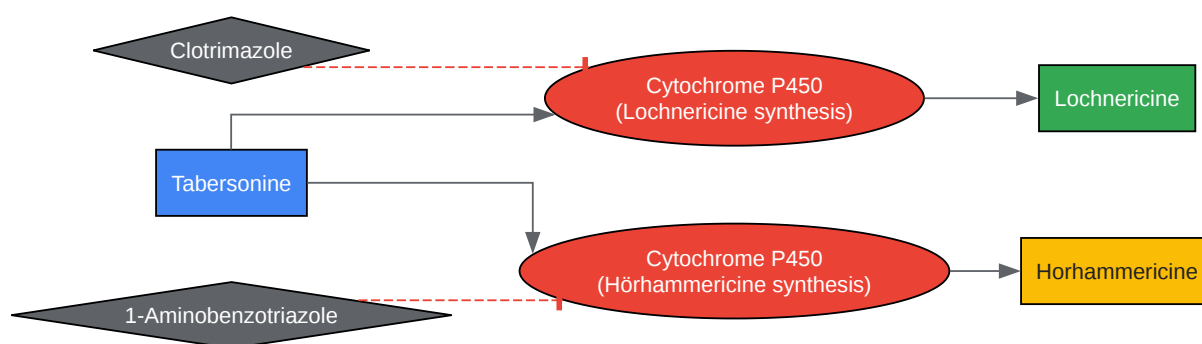 Clotrimazole
Cytochrome P450
(Lochnericine synthesis)
Lochnericine
Tabersonine
Cytochrome P450
(Hörhammericine synthesis)
Horhammericine
1-Aminobenzotriazole